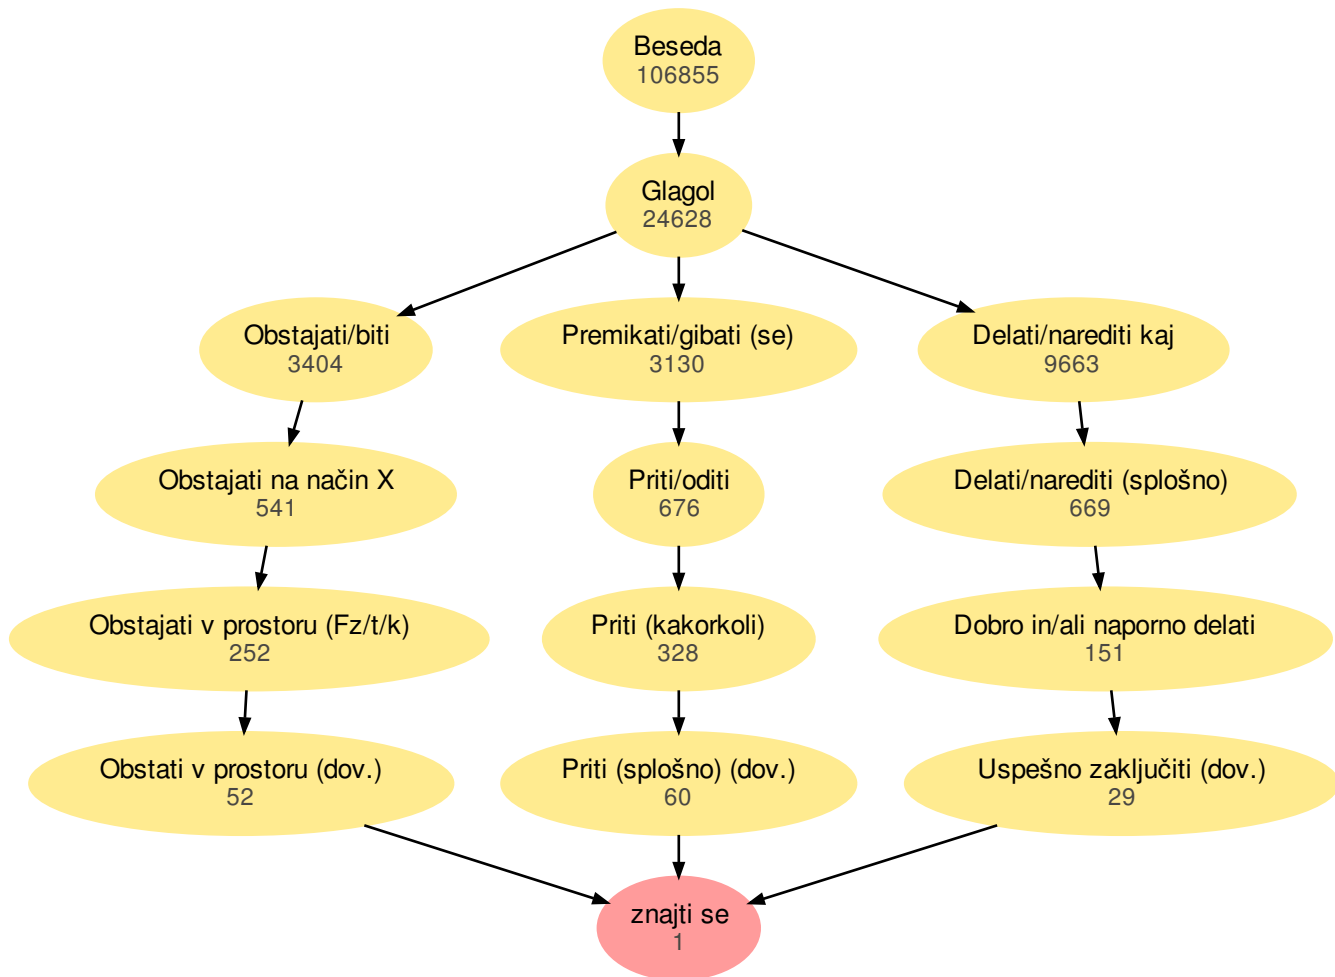 Beseda
106855
Glagol
24628
Obstajati/biti
3404
Premikati/gibati (se)
3130
Delati/narediti kaj
9663
Obstajati na način X
541
Priti/oditi
676
Delati/narediti (splošno)
669
Obstajati v prostoru (Fz/t/k)
252
Priti (kakorkoli)
328
Dobro in/ali naporno delati
151
Obstati v prostoru (dov.)
52
Priti (splošno) (dov.)
60
Uspešno zaključiti (dov.)
29
znajti se
1